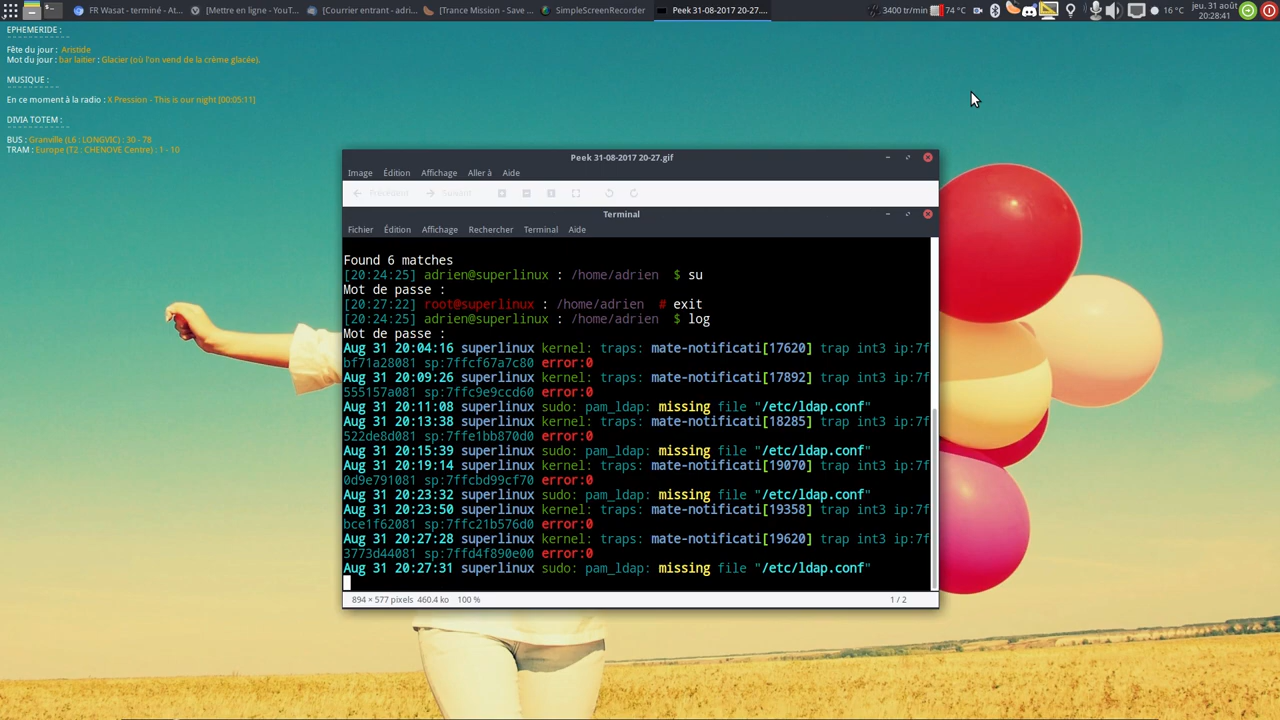 FR Wasat - terminé - At...
[Mettre en ligne - YouT...
[Courrier entrant - adri...
[Trance Mission - Save ...
SimpleScreenRecorder
Peek 31-08-2017 20-27....
3400 tr/min
74 °C
16 °C
jeu. 31 août
20:28:41
EPHEMERIDE :
Fête du jour : Aristide
Mot du jour : bar laitier : Glacier (où l'on vend de la crème glacée).
MUSIQUE :
En ce moment à la radio : X Pression - This is our night [00:05:11]
DIVIA TOTEM :
BUS : Granville (L6 : LONGVIC) : 30 - 78
TRAM : Europe (T2 : CHENOVE Centre) : 1 - 10
Peek 31-08-2017 20-27.gif
Image Édition Affichage Aller à Aide
Précédent Suivant
Terminal
Fichier Édition Affichage Rechercher Terminal Aide
Found 6 matches
[20:24:25] adrien@superlinux : /home/adrien $ su
Mot de passe :
[20:27:22] root@superlinux : /home/adrien # exit
[20:24:25] adrien@superlinux : /home/adrien $ log
Mot de passe :
Aug 31 20:04:16 superlinux kernel: traps: mate-notificati[17620] trap int3 ip:7f
bf71a28081 sp:7ffcf67a7c80 error:0
Aug 31 20:09:26 superlinux kernel: traps: mate-notificati[17892] trap int3 ip:7f
555157a081 sp:7ffc9e9ccd60 error:0
Aug 31 20:11:08 superlinux sudo: pam_ldap: missing file "/etc/ldap.conf"
Aug 31 20:13:38 superlinux kernel: traps: mate-notificati[18285] trap int3 ip:7f
522de8d081 sp:7ffe1bb870d0 error:0
Aug 31 20:15:39 superlinux sudo: pam_ldap: missing file "/etc/ldap.conf"
Aug 31 20:19:14 superlinux kernel: traps: mate-notificati[19070] trap int3 ip:7f
0d9e791081 sp:7ffcbd99cf70 error:0
Aug 31 20:23:32 superlinux sudo: pam_ldap: missing file "/etc/ldap.conf"
Aug 31 20:23:50 superlinux kernel: traps: mate-notificati[19358] trap int3 ip:7f
bce1f62081 sp:7ffc21b576d0 error:0
Aug 31 20:27:28 superlinux kernel: traps: mate-notificati[19620] trap int3 ip:7f
3773d44081 sp:7ffd4f890e00 error:0
Aug 31 20:27:31 superlinux sudo: pam_ldap: missing file "/etc/ldap.conf"
894 × 577 pixels 460.4 ko 100 %
1 / 2